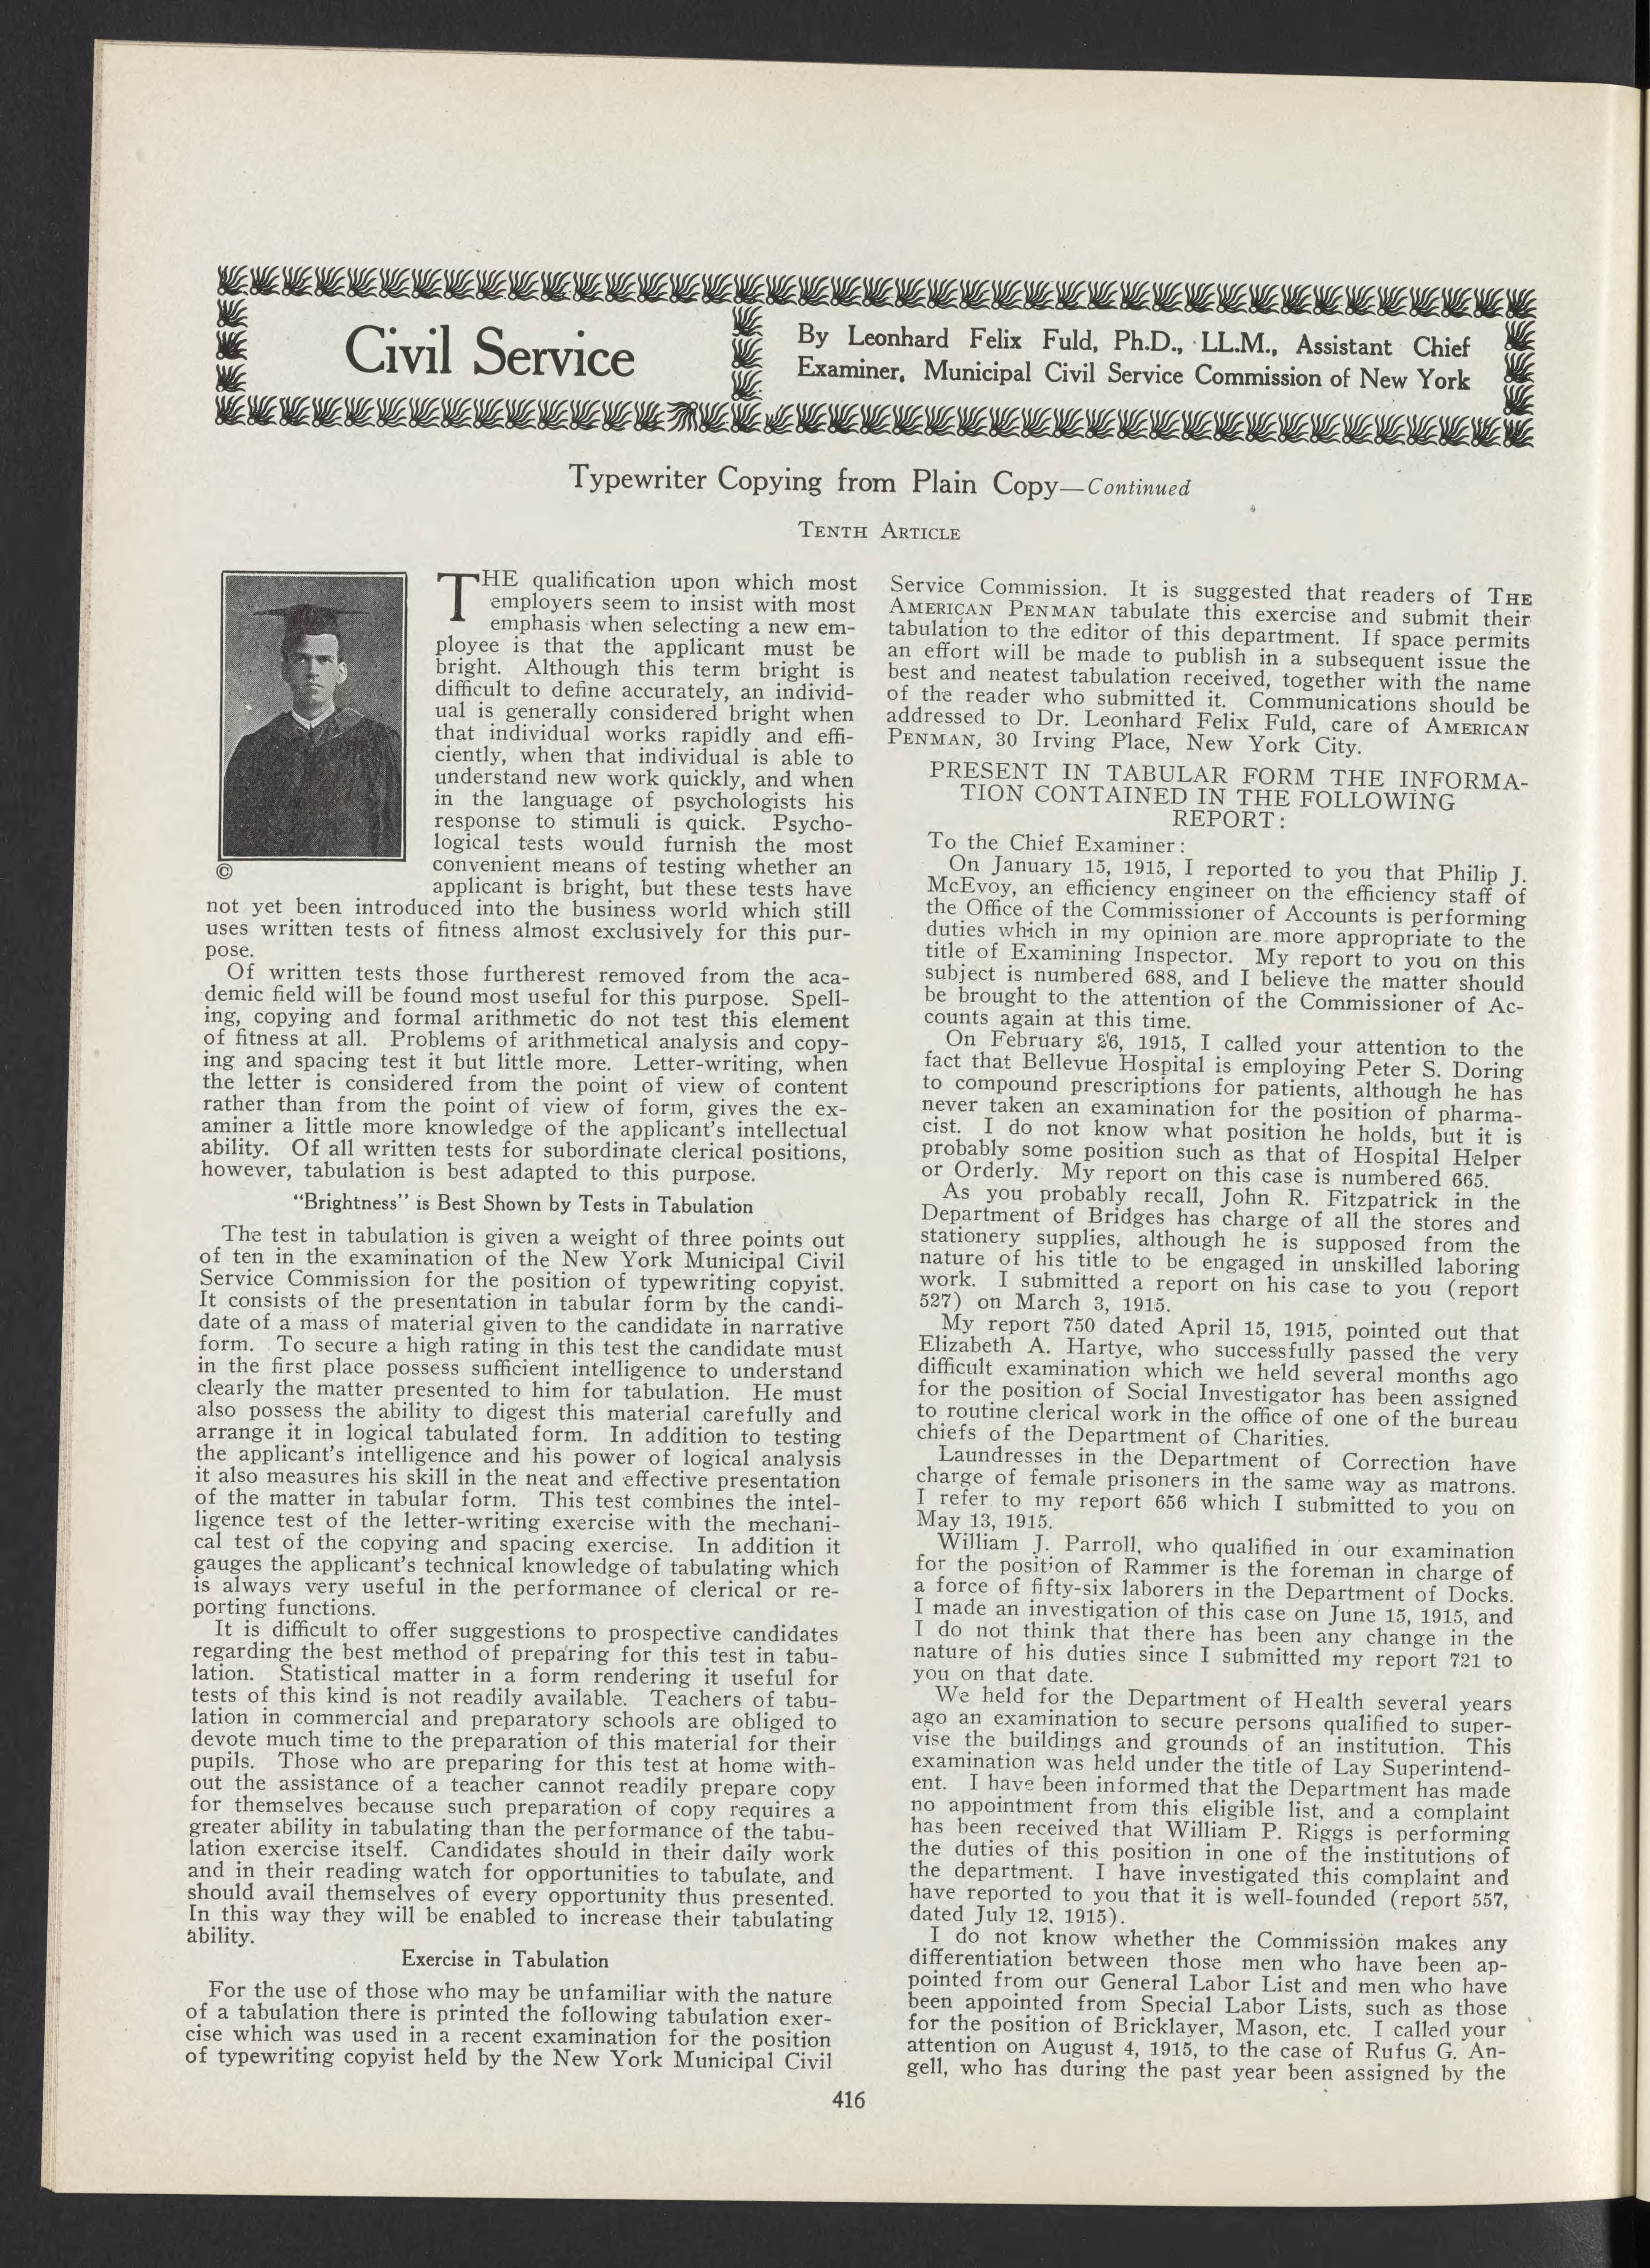 Civil Service
By Leonhard Felix Fuld, Ph.D., LL.M., Assistant Chief
Examiner, Municipal Civil Service Commission of New York
Typewriter Copying from Plain Copy—Continued
TENTH ARTICLE
THE qualification upon which most
employers seem to insist with most
emphasis when selecting a new em-
ployee is that the applicant must be
bright. Although this term bright is
difficult to define accurately, an individ-
ual is generally considered bright when
that individual works rapidly and effi-
ciently, when that individual is able to
understand new work quickly, and when
in the language of psychologists his
response to stimuli is quick. Psycho-
logical tests would furnish the most
convenient means of testing whether an
applicant is bright, but these tests have
©
not yet been introduced into the business world which still
uses written tests of fitness almost exclusively for this pur-
pose.
Of written tests those furtherest removed from the aca-
demic field will be found most useful for this purpose. Spell-
ing, copying and formal arithmetic do not test this element
of fitness at all. Problems of arithmetical analysis and copy-
ing and spacing test it but little more. Letter-writing, when
the letter is considered from the point of view of content
rather than from the point of view of form, gives the ex-
aminer a little more knowledge of the applicant's intellectual
ability. Of all written tests for subordinate clerical positions,
however, tabulation is best adapted to this purpose.
"Brightness" is Best Shown by Tests in Tabulation
The test in tabulation is given a weight of three points out
of ten in the examination of the New York Municipal Civil
Service Commission for the position of typewriting copyist.
It consists of the presentation in tabular form by the candi-
date of a mass of material given to the candidate in narrative
form. To secure a high rating in this test the candidate must
in the first place possess sufficient intelligence to understand
clearly the matter presented to him for tabulation. He must
also possess the ability to digest this material carefully and
arrange it in logical tabulated form. In addition to testing
the applicant's intelligence and his power of logical analysis
it also measures his skill in the neat and effective presentation
of the matter in tabular form. This test combines the intel-
ligence test of the letter-writing exercise with the mechani-
cal test of the copying and spacing exercise. In addition it
gauges the applicant's technical knowledge of tabulating which
is always very useful in the performance of clerical or re-
porting functions.
It is difficult to offer suggestions to prospective candidates
regarding the best method of preparing for this test in tabu-
lation. Statistical matter in a form rendering it useful for
tests of this kind is not readily available. Teachers of tabu-
lation in commercial and preparatory schools are obliged to
devote much time to the preparation of this material for their
pupils. Those who are preparing for this test at home with-
out the assistance of a teacher cannot readily prepare copy
for themselves because such preparation of copy requires a
greater ability in tabulating than the performance of the tabu-
lation exercise itself. Candidates should in their daily work
and in their reading watch for opportunities to tabulate, and
should avail themselves of every opportunity thus presented.
In this way they will be enabled to increase their tabulating
ability.
Exercise in Tabulation
For the use of those who may be unfamiliar with the nature
of a tabulation there is printed the following tabulation exer-
cise which was used in a recent examination for the position
of typewriting copyist held by the New York Municipal Civil
Service Commission. It is suggested that readers of THE
AMERICAN PENMAN tabulate this exercise and submit their
tabulation to the editor of this department. If space permits
an effort will be made to publish in a subsequent issue the
best and neatest tabulation received, together with the name
of the reader who submitted it. Communications should be
addressed to Dr. Leonhard Felix Fuld, care of AMERICAN
PENMAN, 30 Irving Place, New York City.
PRESENT IN TABULAR FORM THE INFORMA-
TION CONTAINED IN THE FOLLOWING
REPORT:
To the Chief Examiner:
On January 15, 1915, I reported to you that Philip J.
McEvoy, an efficiency engineer on the efficiency staff of
the Office of the Commissioner of Accounts is performing
duties which in my opinion are more appropriate to the
title of Examining Inspector. My report to you on this
subject is numbered 688, and I believe the matter should
be brought to the attention of the Commissioner of Ac-
counts again at this time.
On February 26, 1915, I called your attention to the
fact that Bellevue Hospital is employing Peter S. Doring
to compound prescriptions for patients, although he has
never taken an examination for the position of pharma-
cist. I do not know what position he holds, but it is
probably some position such as that of Hospital Helper
or Orderly. My report on this case is numbered 665.
As you probably recall, John R. Fitzpatrick in the
Department of Bridges has charge of all the stores and
stationery supplies, although he is supposed from the
nature of his title to be engaged in unskilled laboring
work. I submitted a report on his case to you (report
527) on March 3, 1915.
My report 750 dated April 15, 1915, pointed out that
Elizabeth A. Hartye, who successfully passed the very
difficult examination which we held several months ago
for the position of Social Investigator has been assigned
to routine clerical work in the office of one of the bureau
chiefs of the Department of Charities.
Laundresses in the Department of Correction have
charge of female prisoners in the same way as matrons.
I refer to my report 656 which I submitted to you on
May 13, 1915.
William J. Parroll, who qualified in our examination
for the position of Rammer is the foreman in charge of
a force of fifty-six laborers in the Department of Docks.
I made an investigation of this case on June 15, 1915, and
I do not think that there has been any change in the
nature of his duties since I submitted my report 721 to
you on that date.
We held for the Department of Health several years
ago an examination to secure persons qualified to super-
vise the buildings and grounds of an institution. This
examination was held under the title of Lay Superintend-
ent. I have been informed that the Department has made
no appointment from this eligible list, and a complaint
has been received that William P. Riggs is performing
the duties of this position in one of the institutions of
the department. I have investigated this complaint and
have reported to you that it is well-founded (report 557,
dated July 12, 1915).
I do not know whether the Commission makes any
differentiation between those men who have been ap-
pointed from our General Labor List and men who have
been appointed from Special Labor Lists, such as those
for the position of Bricklayer, Mason, etc. I called your
attention on August 4, 1915, to the case of Rufus G. An-
gell, who has during the past year been assigned by the
416